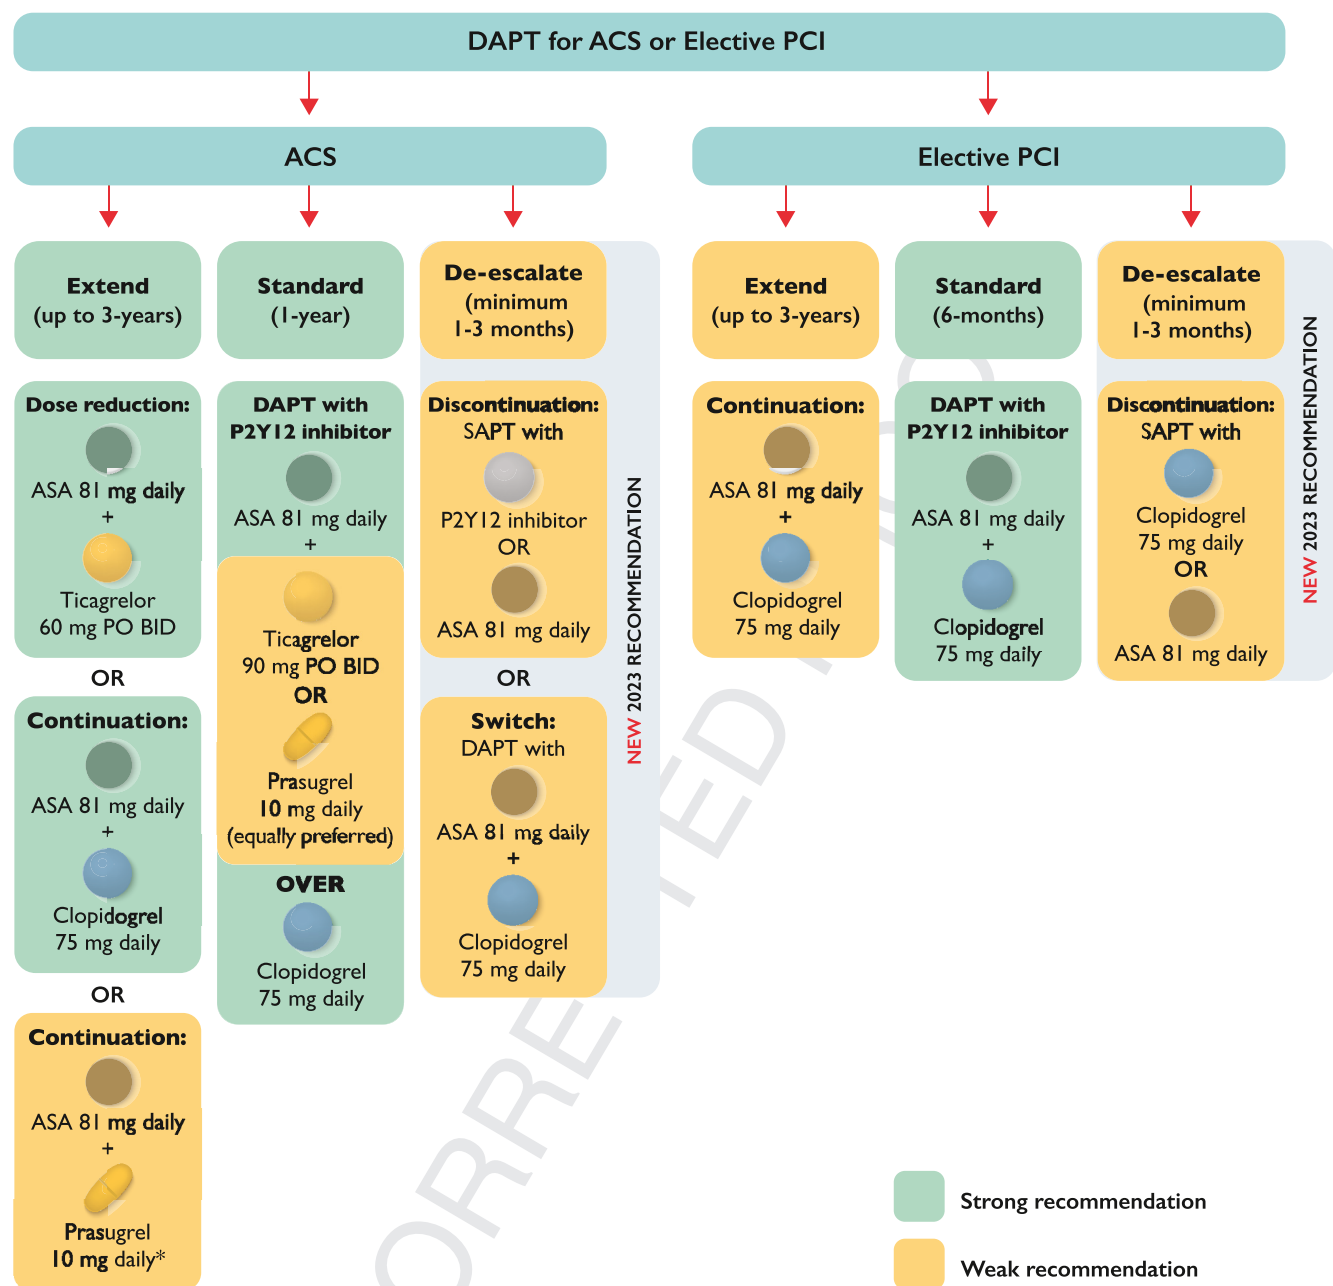 DAPT for ACS or Elective PCI
ACS
Extend
(up to 3-years)
Standard
(1-year)
De-escalate
(minimum
1-3 months)
Dose reduction:
ASA 81 mg daily
+
Ticagrelor
60 mg PO BID
OR
Continuation:
ASA 81 mg daily
+
Clopidogrel
75 mg daily
OR
Continuation:
ASA 81 mg daily
+
Prasugrel
10 mg daily*
DAPT with
P2Y12 inhibitor
ASA 81 mg daily
+
Ticagrelor
90 mg PO BID
OR
Prasugrel
10 mg daily
(equally preferred)
OVER
Clopidogrel
75 mg daily
Discontinuation:
SAPT with
P2Y12 inhibitor
OR
ASA 81 mg daily
OR
Switch:
DAPT with
ASA 81 mg daily
+
Clopidogrel
75 mg daily
NEW 2023 RECOMMENDATION
Elective PCI
Extend
(up to 3-years)
Standard
(6-months)
De-escalate
(minimum
1-3 months)
Continuation:
ASA 81 mg daily
+
Clopidogrel
75 mg daily
DAPT with
P2Y12 inhibitor
ASA 81 mg daily
+
Clopidogrel
75 mg daily
Discontinuation:
SAPT with
Clopidogrel
75 mg daily
OR
ASA 81 mg daily
NEW 2023 RECOMMENDATION
Strong recommendation
Weak recommendation